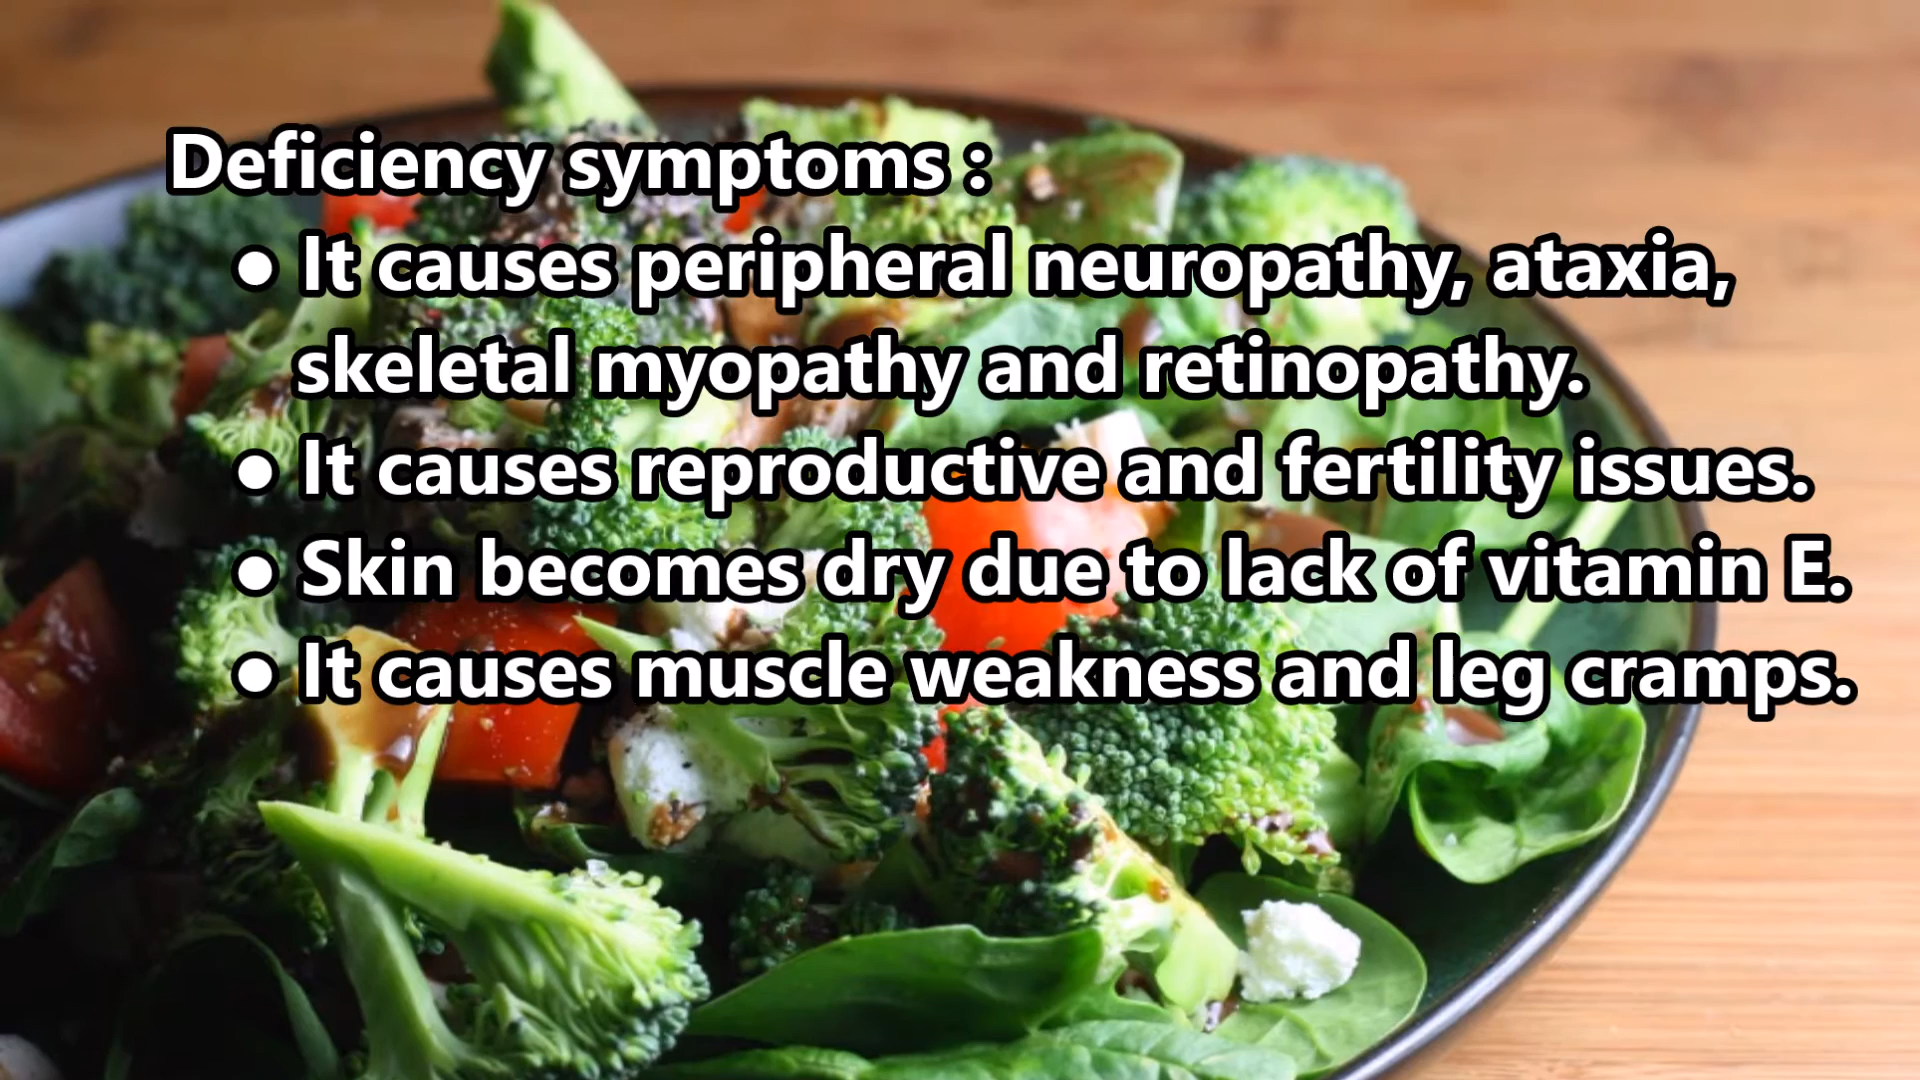 Deficiency symptoms :
● It causes peripheral neuropathy, ataxia,
skeletal myopathy and retinopathy.
● It causes reproductive and fertility issues.
● Skin becomes dry due to lack of vitamin E.
● It causes muscle weakness and leg cramps.